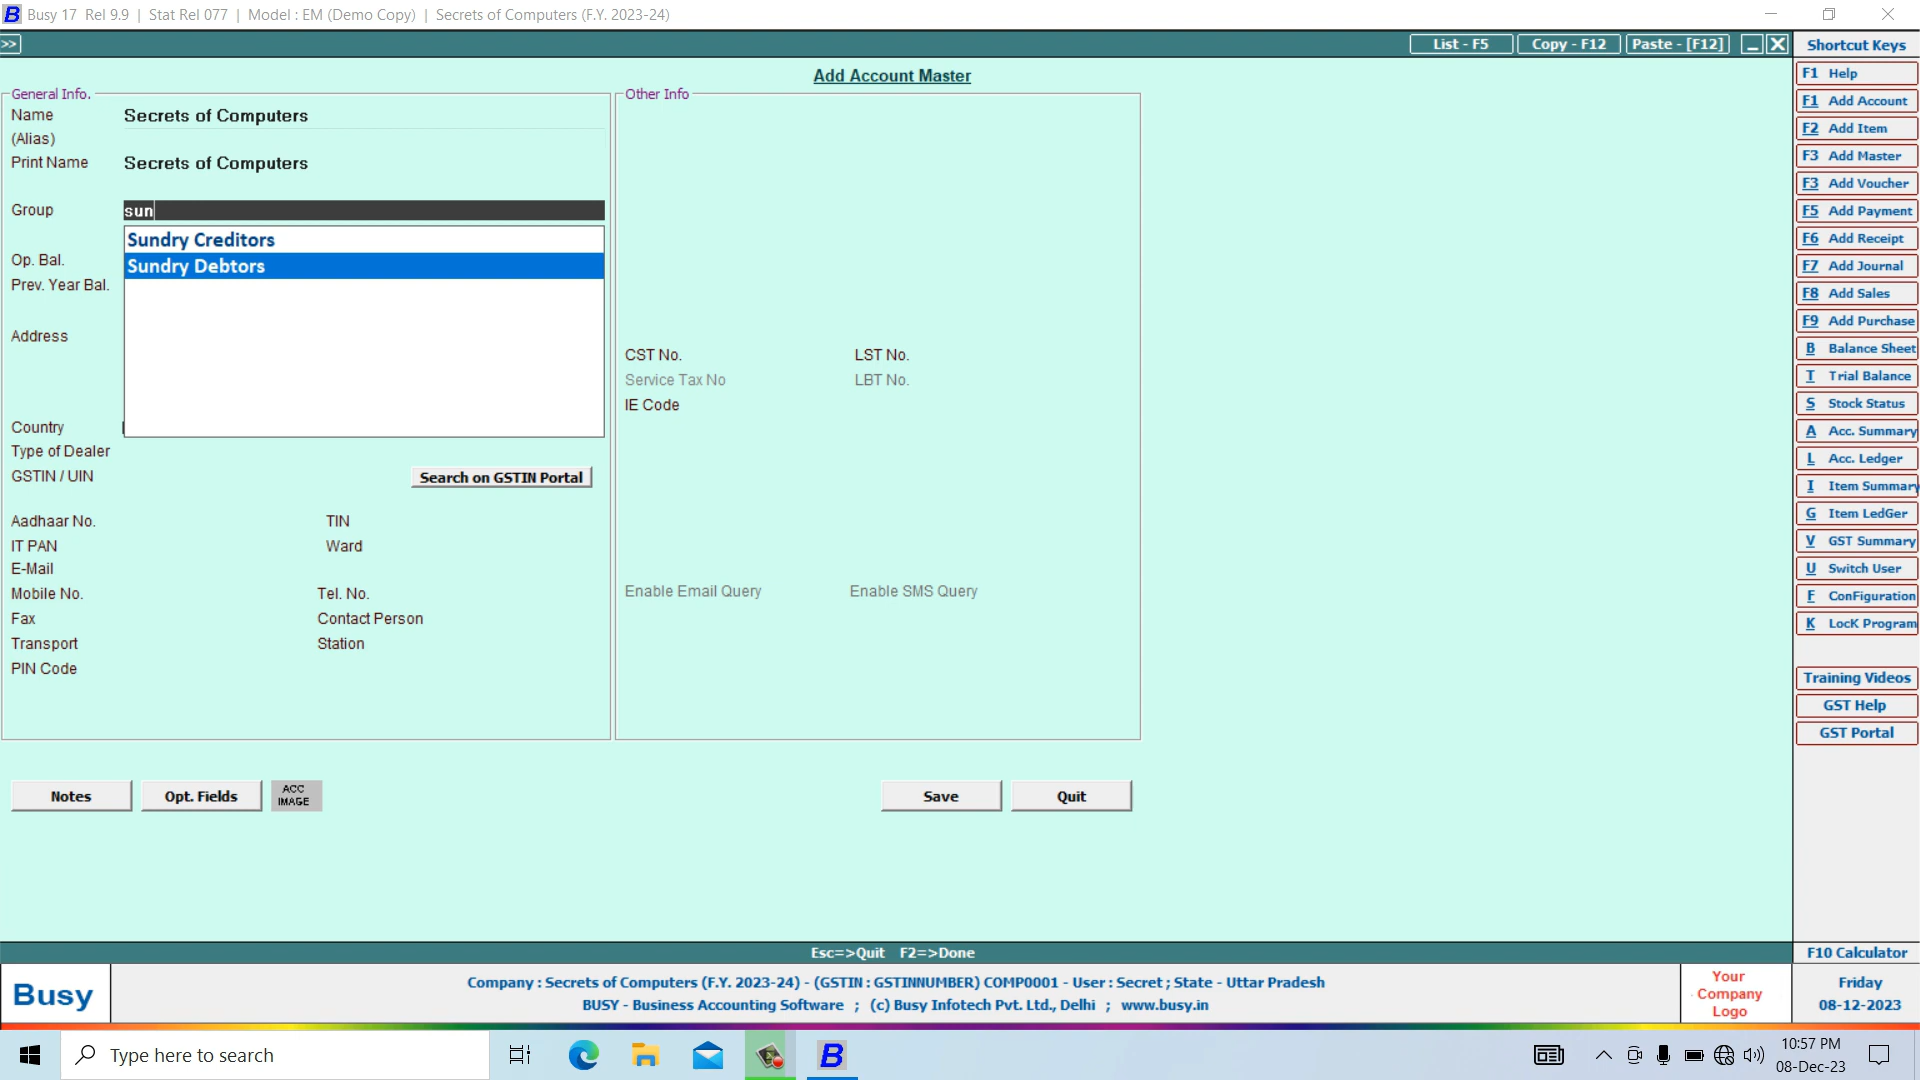 Busy 17 Rel 9.9 | Stat Rel 077 | Model : EM (Demo Copy) | Secrets of Computers (F.Y. 2023-24)
>> List - F5 Copy - F12 Paste - [F12]
Add Account Master
General Info.
Name Secrets of Computers
(Alias)
Print Name Secrets of Computers
Group sun
Sundry Creditors
Sundry Debtors
Op. Bal.
Prev. Year Bal.
Address
Country
Type of Dealer
GSTIN / UIN Search on GSTIN Portal
Aadhaar No. TIN
IT PAN Ward
E-Mail
Mobile No. Tel. No.
Fax Contact Person
Transport Station
PIN Code
Other Info
CST No. LST No.
Service Tax No LBT No.
IE Code
Enable Email Query Enable SMS Query
Notes Opt. Fields ACC IMAGE Save Quit
Shortcut Keys
F1 Help
F1 Add Account
F2 Add Item
F3 Add Master
F3 Add Voucher
F5 Add Payment
F6 Add Receipt
F7 Add Journal
F8 Add Sales
F9 Add Purchase
B Balance Sheet
T Trial Balance
S Stock Status
A Acc. Summary
L Acc. Ledger
I Item Summary
G Item LedGer
V GST Summary
U Switch User
F ConFiguration
K LocK Program
Training Videos
GST Help
GST Portal
Esc=>Quit F2=>Done
F10 Calculator
Busy
Company : Secrets of Computers (F.Y. 2023-24) - (GSTIN : GSTINNUMBER) COMP0001 - User : Secret ; State - Uttar Pradesh
BUSY - Business Accounting Software ; (c) Busy Infotech Pvt. Ltd., Delhi ; www.busy.in
Your
Company
Logo
Friday
08-12-2023
Type here to search
10:57 PM
08-Dec-23